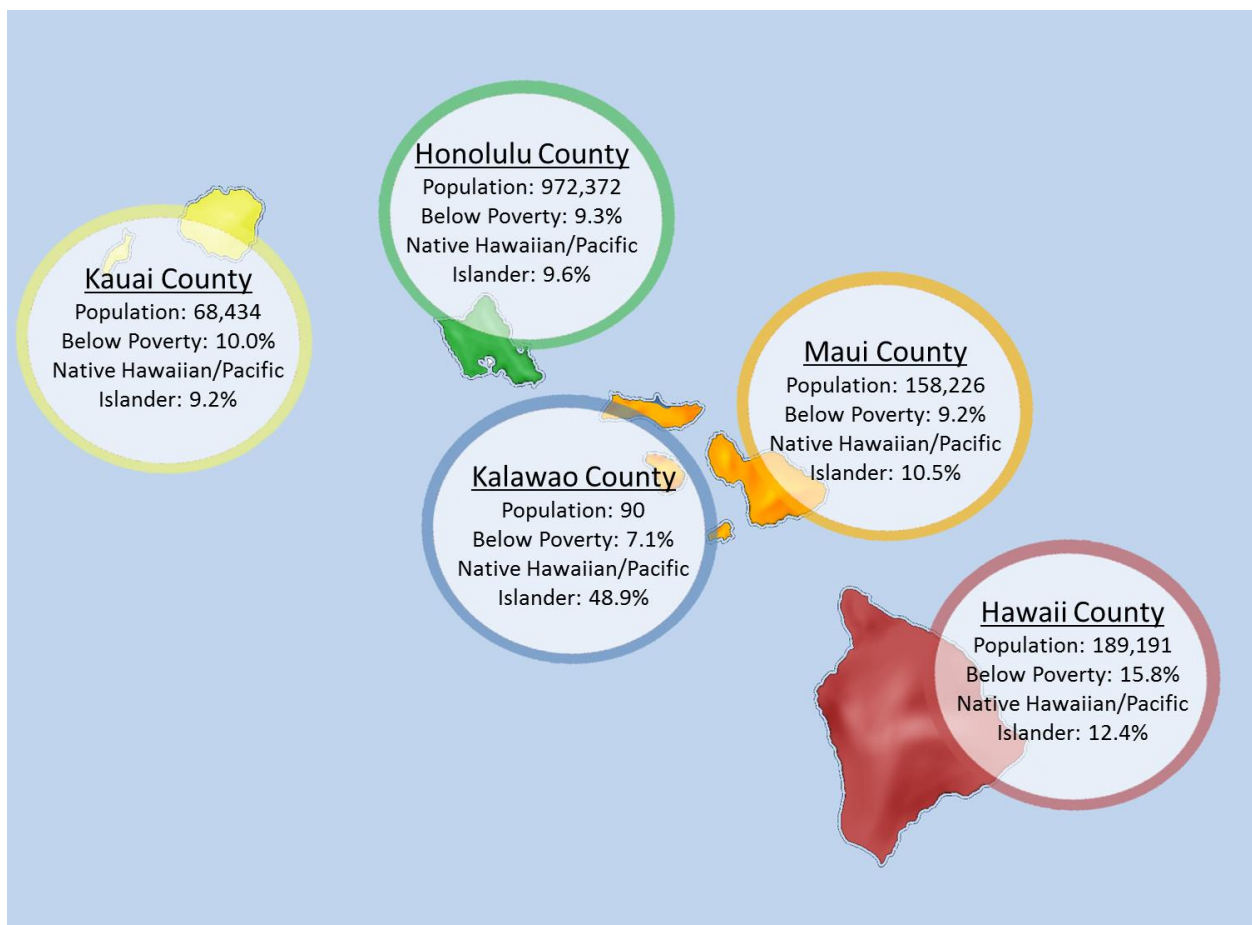 Honolulu County
Population: 972,372
Below Poverty: 9.3%
Native Hawaiian/Pacific
Islander: 9.6%
Kauai County
Population: 68,434
Below Poverty: 10.0%
Native Hawaiian/Pacific
Islander: 9.2%
Maui County
Population: 158,226
Below Poverty: 9.2%
Native Hawaiian/Pacific
Islander: 10.5%
Kalawao County
Population: 90
Below Poverty: 7.1%
Native Hawaiian/Pacific
Islander: 48.9%
Hawaii County
Population: 189,191
Below Poverty: 15.8%
Native Hawaiian/Pacific
Islander: 12.4%